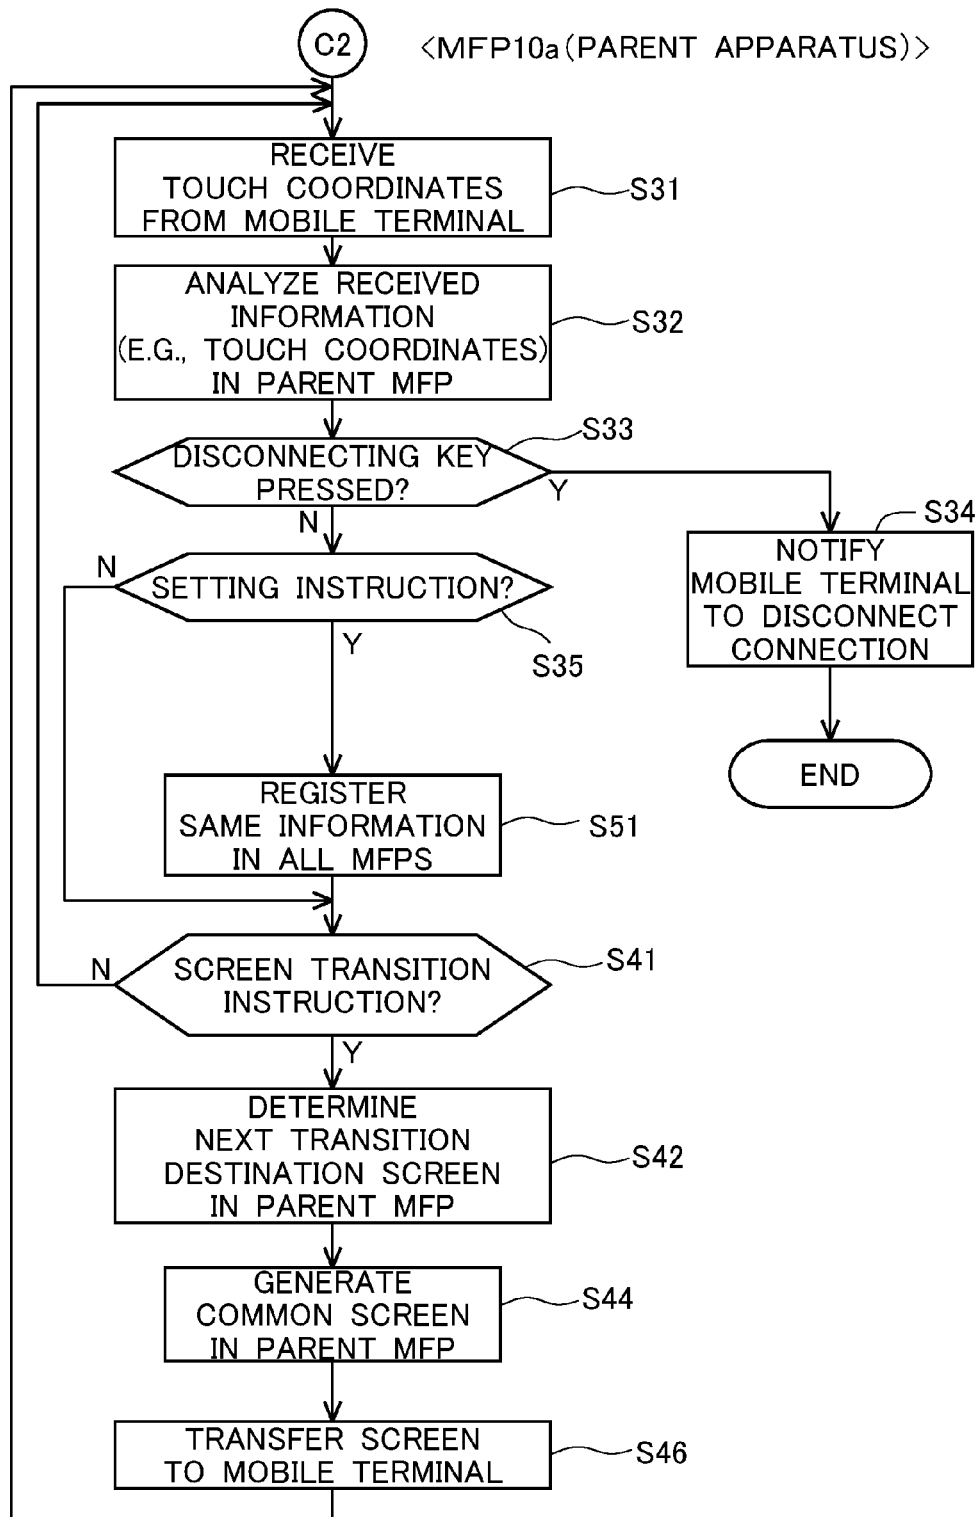 C2
<MFP10a(PARENT APPARATUS)>
RECEIVE
TOUCH COORDINATES
FROM MOBILE TERMINAL
S31
ANALYZE RECEIVED
INFORMATION
(E.G., TOUCH COORDINATES)
IN PARENT MFP
S32
DISCONNECTING KEY
PRESSED?
S33
Y
N
S34
NOTIFY
MOBILE TERMINAL
TO DISCONNECT
CONNECTION
END
N
SETTING INSTRUCTION?
Y
S35
REGISTER
SAME INFORMATION
IN ALL MFPS
S51
N
SCREEN TRANSITION
INSTRUCTION?
S41
Y
DETERMINE
NEXT TRANSITION
DESTINATION SCREEN
IN PARENT MFP
S42
GENERATE
COMMON SCREEN
IN PARENT MFP
S44
TRANSFER SCREEN
TO MOBILE TERMINAL
S46